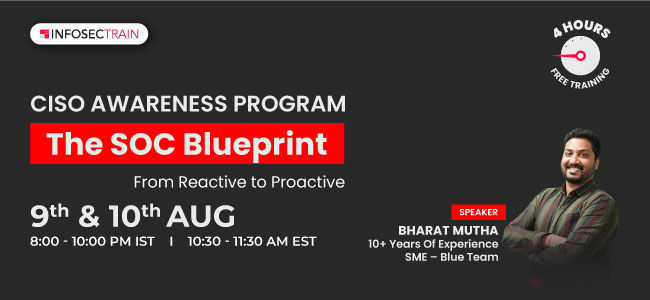 INFOSECTRAIN
4 HOURS
FREE TRAINING
CISO AWARENESS PROGRAM
The SOC Blueprint
From Reactive to Proactive
9th & 10th AUG
8:00 - 10:00 PM IST I 10:30 - 11:30 AM EST
SPEAKER
BHARAT MUTHA
10+ Years Of Experience
SME – Blue Team